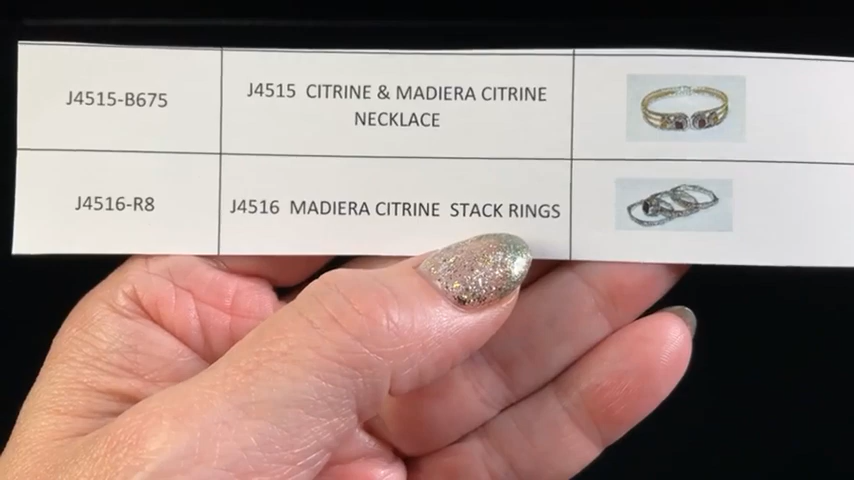 J4515-B675
J4515 CITRINE & MADIERA CITRINE
NECKLACE
J4516-R8
J4516 MADIERA CITRINE STACK RINGS